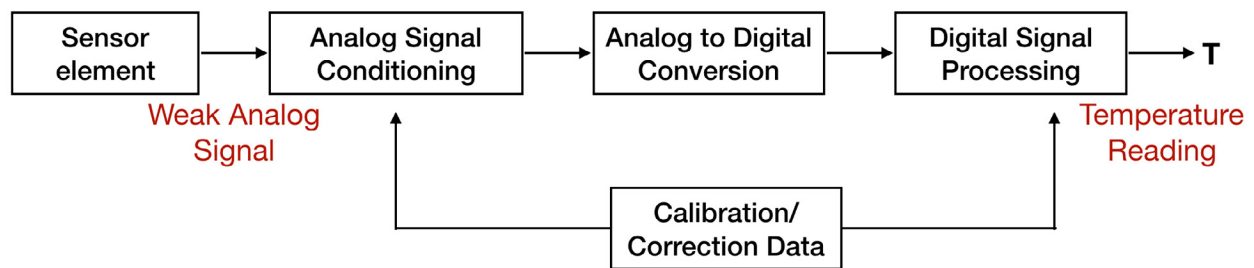 Sensor
element
Analog Signal
Conditioning
Analog to Digital
Conversion
Digital Signal
Processing
T
Weak Analog
Signal
Temperature
Reading
Calibration/
Correction Data